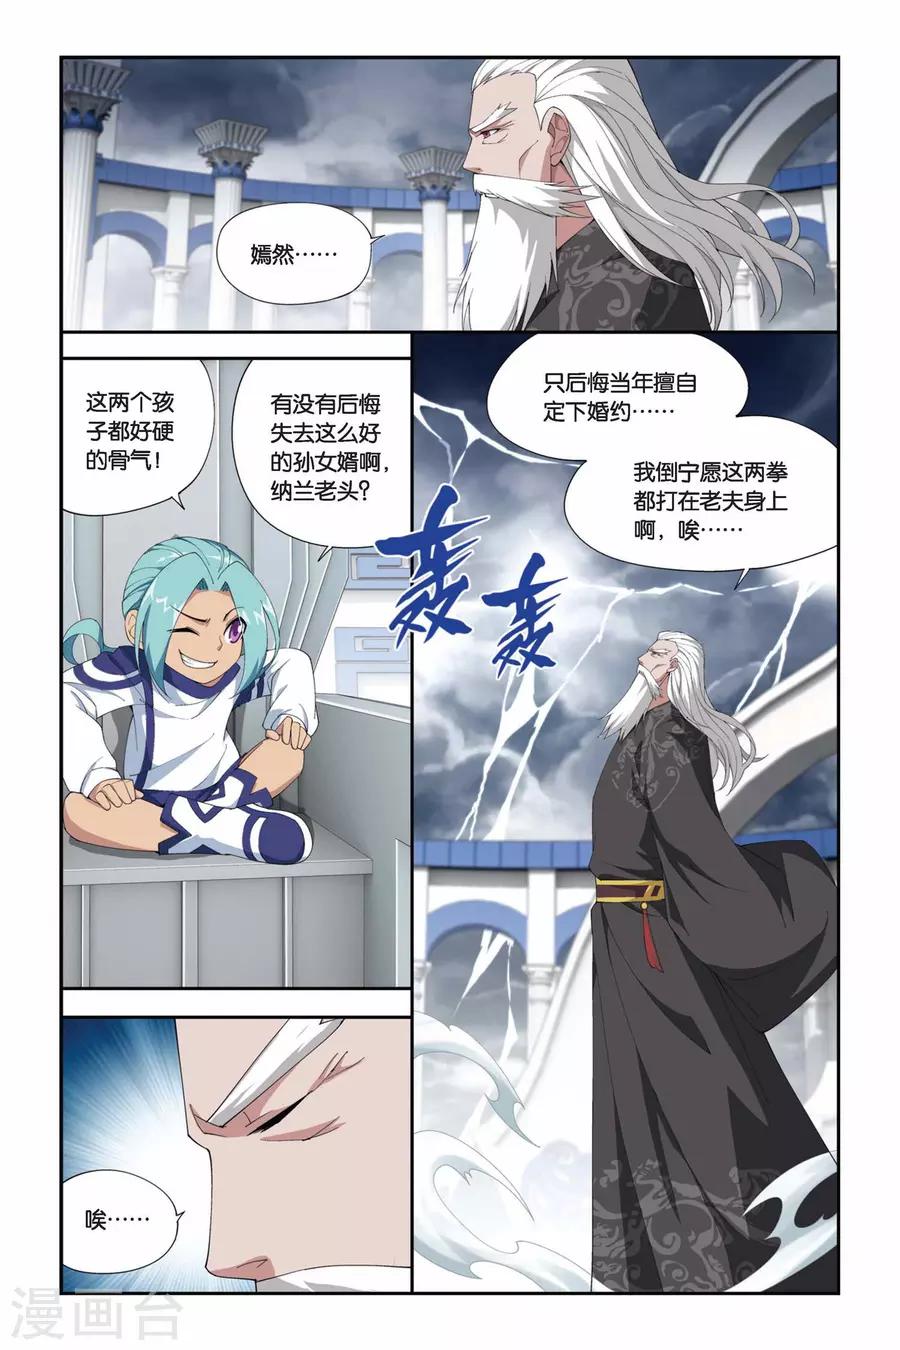 嫣然……
这两个孩
子都好硬
的骨气！
有没有后悔
失去这么好
的孙女婿啊，
纳兰老头？
唉……
只后悔当年擅自
定下婚约……
我倒宁愿这两拳
都打在老夫身上
啊，唉……
轰
轰
漫画台